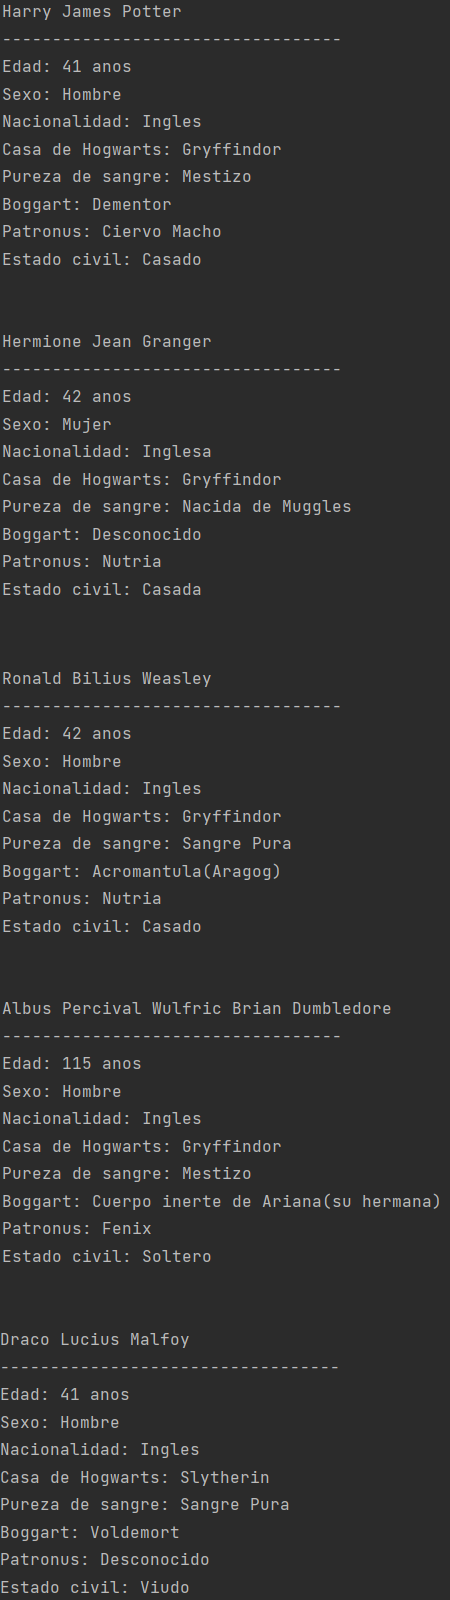 Harry James Potter
----------------------------------
Edad: 41 anos
Sexo: Hombre
Nacionalidad: Ingles
Casa de Hogwarts: Gryffindor
Pureza de sangre: Mestizo
Boggart: Dementor
Patronus: Ciervo Macho
Estado civil: Casado
Hermione Jean Granger
----------------------------------
Edad: 42 anos
Sexo: Mujer
Nacionalidad: Inglesa
Casa de Hogwarts: Gryffindor
Pureza de sangre: Nacida de Muggles
Boggart: Desconocido
Patronus: Nutria
Estado civil: Casada
Ronald Bilius Weasley
----------------------------------
Edad: 42 anos
Sexo: Hombre
Nacionalidad: Ingles
Casa de Hogwarts: Gryffindor
Pureza de sangre: Sangre Pura
Boggart: Acromantula(Aragog)
Patronus: Nutria
Estado civil: Casado
Albus Percival Wulfric Brian Dumbledore
----------------------------------
Edad: 115 anos
Sexo: Hombre
Nacionalidad: Ingles
Casa de Hogwarts: Gryffindor
Pureza de sangre: Mestizo
Boggart: Cuerpo inerte de Ariana(su hermana)
Patronus: Fenix
Estado civil: Soltero
Draco Lucius Malfoy
----------------------------------
Edad: 41 anos
Sexo: Hombre
Nacionalidad: Ingles
Casa de Hogwarts: Slytherin
Pureza de sangre: Sangre Pura
Boggart: Voldemort
Patronus: Desconocido
Estado civil: Viudo